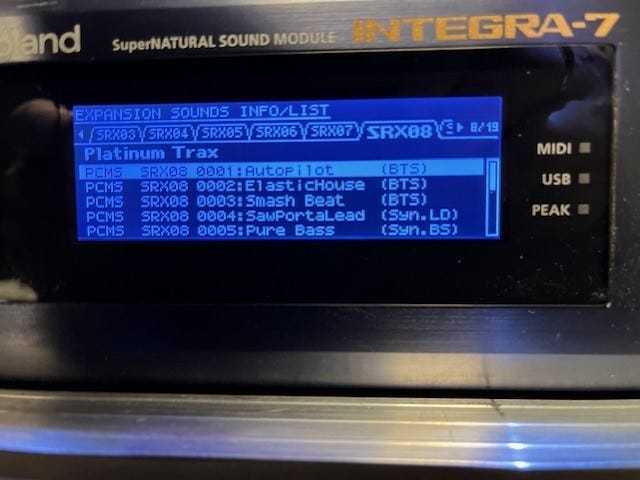 Roland
SuperNATURAL SOUND MODULE INTEGRA-7
EXPANSION SOUNDS INFO/LIST
SRX03 SRX04 SRX05 SRX06 SRX07 SRX08 8/19
Platinum Trax
PCMS SRX08 0001:Autopilot (BTS)
PCMS SRX08 0002:ElasticHouse (BTS)
PCMS SRX08 0003:Smash Beat (BTS)
PCMS SRX08 0004:SawPortaLead (Syn.LD)
PCMS SRX08 0005:Pure Bass (Syn.BS)
MIDI
USB
PEAK